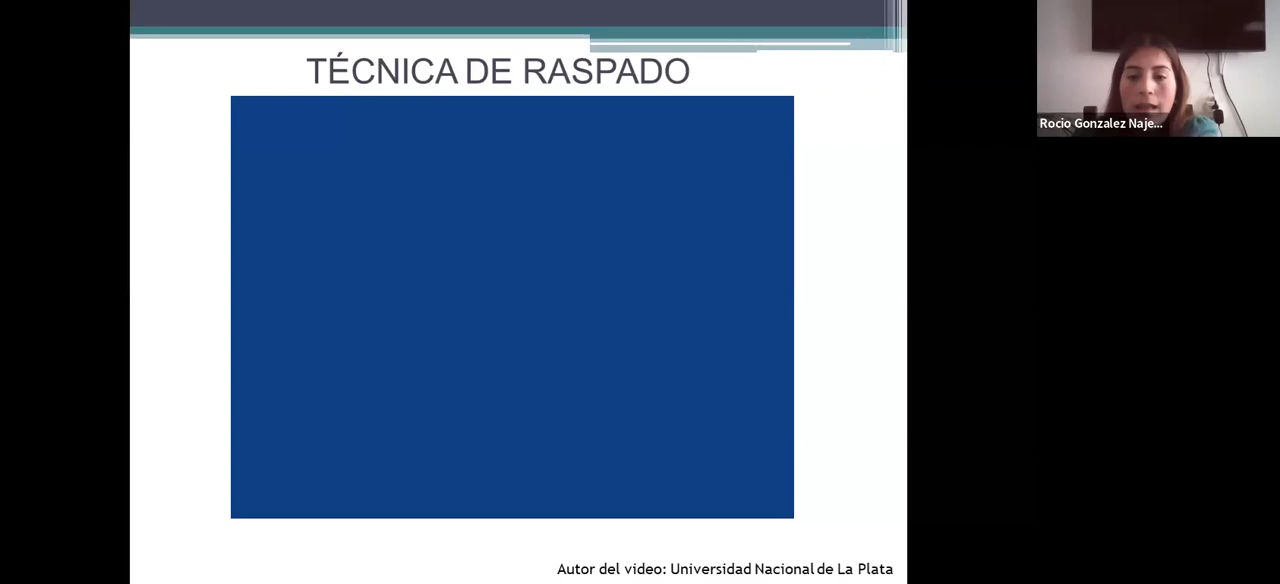 TÉCNICA DE RASPADO
Rocio Gonzalez Naje...
Autor del video: Universidad Nacional de La Plata